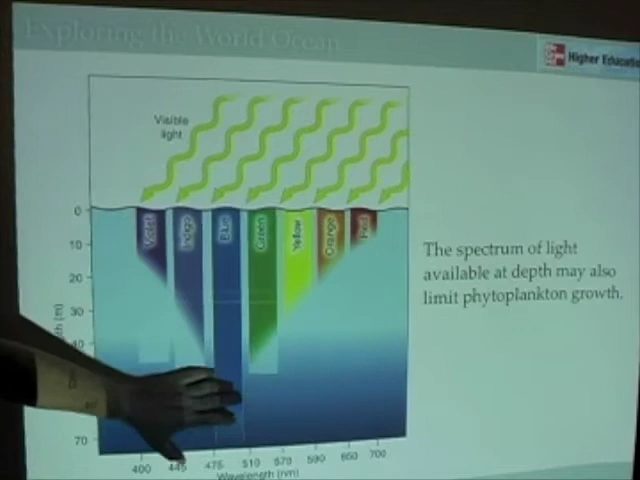 Exploring the World Ocean
Higher Educatio
Visible
light
0
10
20
30
40
70
Violet
Indigo
Blue
Green
Yellow
Orange
Red
The spectrum of light
available at depth may also
limit phytoplankton growth.
400
445
475
510
570
590
650
700
Wavelength (nm)